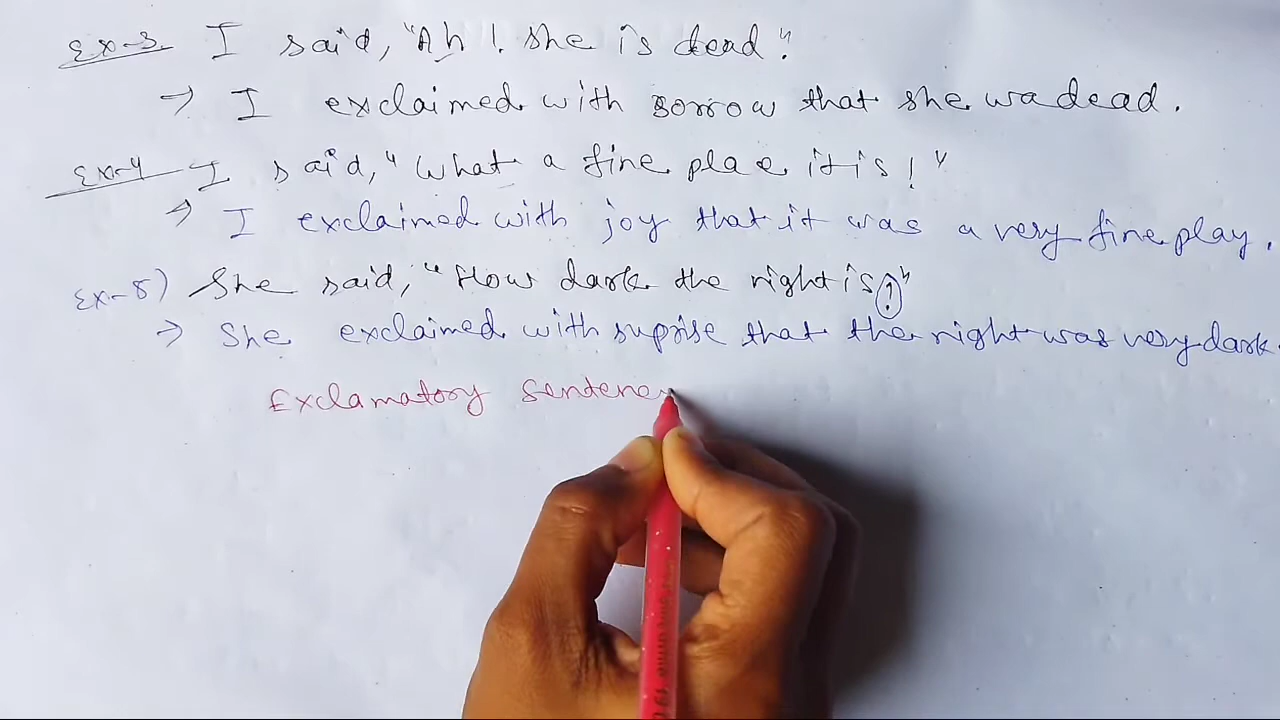 Ex-3. I said, "Ah! she is dead".
→ I exclaimed with sorrow that she wa dead.
Ex-4 I said, "What a fine place it is!"
→ I exclaimed with joy that it was a very fine play.
Ex-5) She said, "How dark the night is!"
→ She exclaimed with suprise that the night was very dark.
Exclamatory Sentence